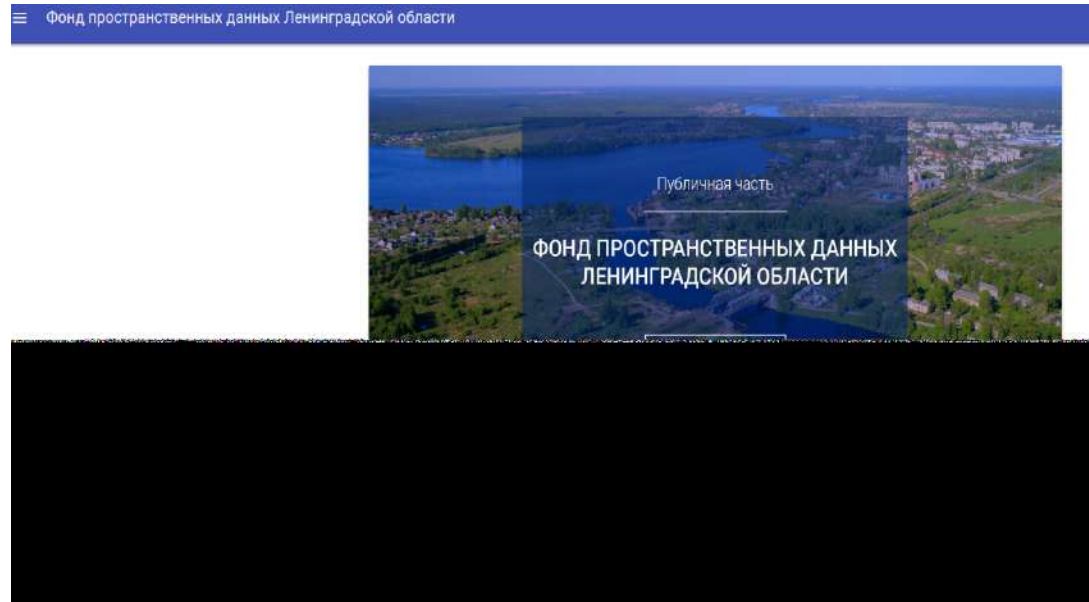 Фонд пространственных данных Ленинградской области
Публичная часть
ФОНД ПРОСТРАНСТВЕННЫХ ДАННЫХ
ЛЕНИНГРАДСКОЙ ОБЛАСТИ